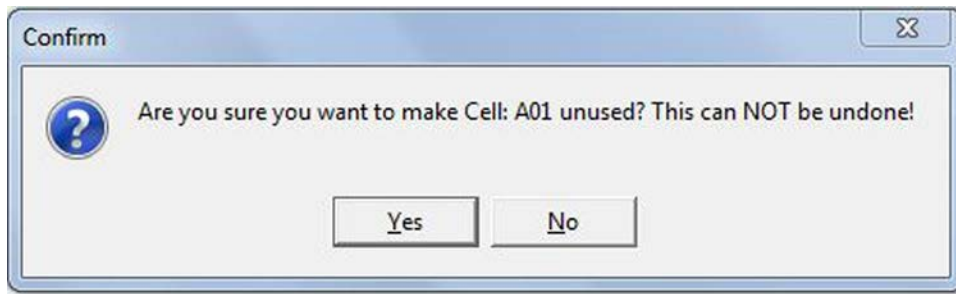 Confirm
Are you sure you want to make Cell: A01 unused? This can NOT be undone!
Yes
No